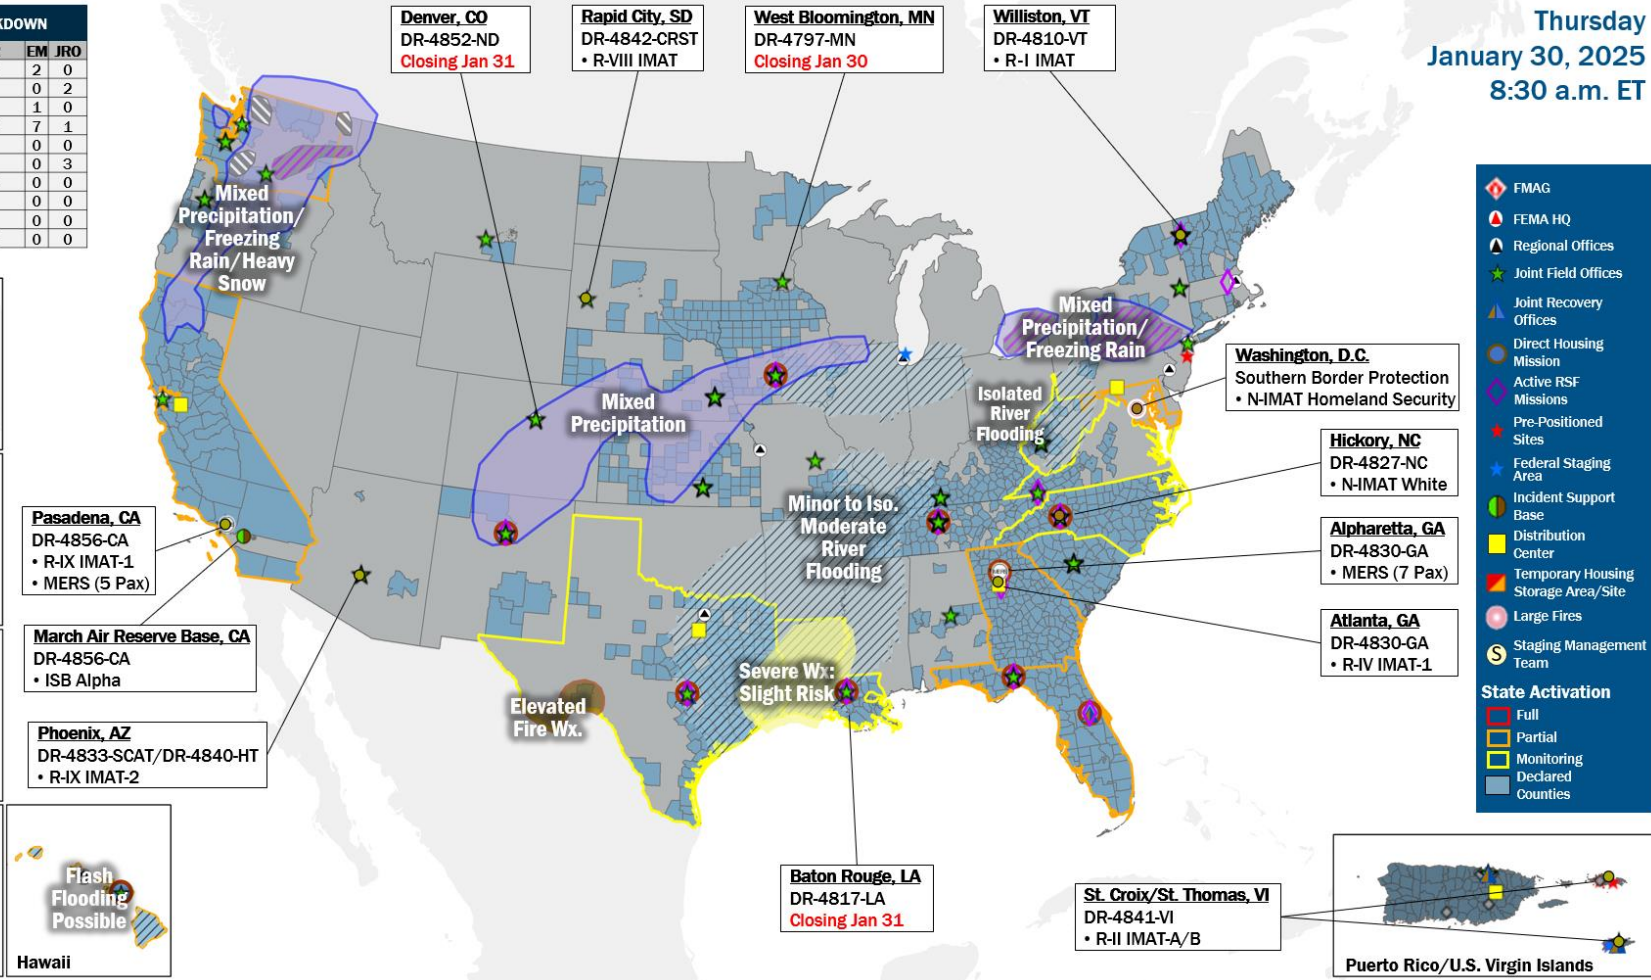 KDOWN
EM JRO
2 0
0 2
1 0
7 1
0 0
0 3
0 0
0 0
0 0
0 0
Denver, CO
DR-4852-ND
Closing Jan 31
Rapid City, SD
DR-4842-CRST
• R-VIII IMAT
West Bloomington, MN
DR-4797-MN
Closing Jan 30
Williston, VT
DR-4810-VT
• R-I IMAT
Thursday
January 30, 2025
8:30 a.m. ET
Mixed
Precipitation/
Freezing
Rain/Heavy
Snow
Mixed
Precipitation
Mixed
Precipitation/
Freezing Rain
Isolated
River
Flooding
Minor to Iso.
Moderate
River
Flooding
Severe Wx:
Slight Risk
Elevated
Fire Wx.
Washington, D.C.
Southern Border Protection
• N-IMAT Homeland Security
Hickory, NC
DR-4827-NC
• N-IMAT White
Alpharetta, GA
DR-4830-GA
• MERS (7 Pax)
Atlanta, GA
DR-4830-GA
• R-IV IMAT-1
Pasadena, CA
DR-4856-CA
• R-IX IMAT-1
• MERS (5 Pax)
March Air Reserve Base, CA
DR-4856-CA
• ISB Alpha
Phoenix, AZ
DR-4833-SCAT/DR-4840-HT
• R-IX IMAT-2
Baton Rouge, LA
DR-4817-LA
Closing Jan 31
St. Croix/St. Thomas, VI
DR-4841-VI
• R-II IMAT-A/B
Flash
Flooding
Possible
Hawaii
Puerto Rico/U.S. Virgin Islands
FMAG
FEMA HQ
Regional Offices
Joint Field Offices
Joint Recovery
Offices
Direct Housing
Mission
Active RSF
Missions
Pre-Positioned
Sites
Federal Staging
Area
Incident Support
Base
Distribution
Center
Temporary Housing
Storage Area/Site
Large Fires
S
Staging Management
Team
State Activation
Full
Partial
Monitoring
Declared
Counties